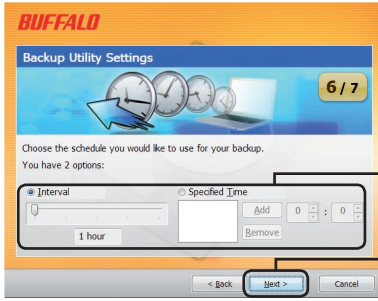 BUFFALO
Backup Utility Settings
6 / 7
Choose the schedule you would like to use for your backup.
You have 2 options:
Interval
Specified Time
Add
0 : 0
1 hour
Remove
< Back
Next >
Cancel